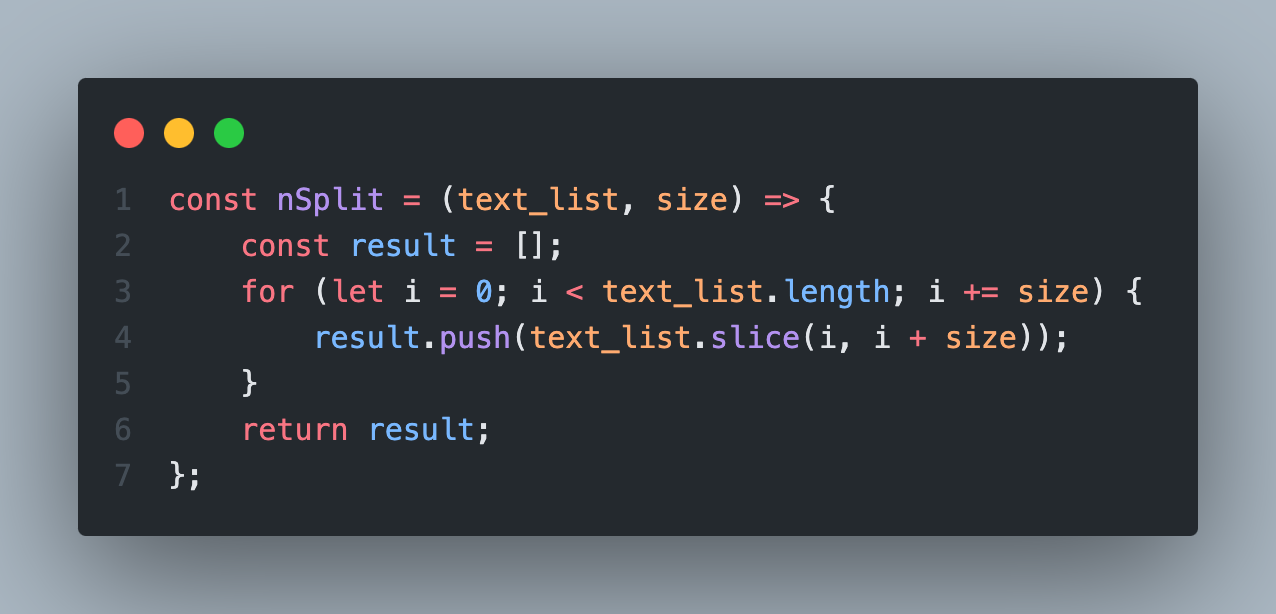 1 const nSplit = (text_list, size) => {
2     const result = [];
3     for (let i = 0; i < text_list.length; i += size) {
4         result.push(text_list.slice(i, i + size));
5     }
6     return result;
7 };